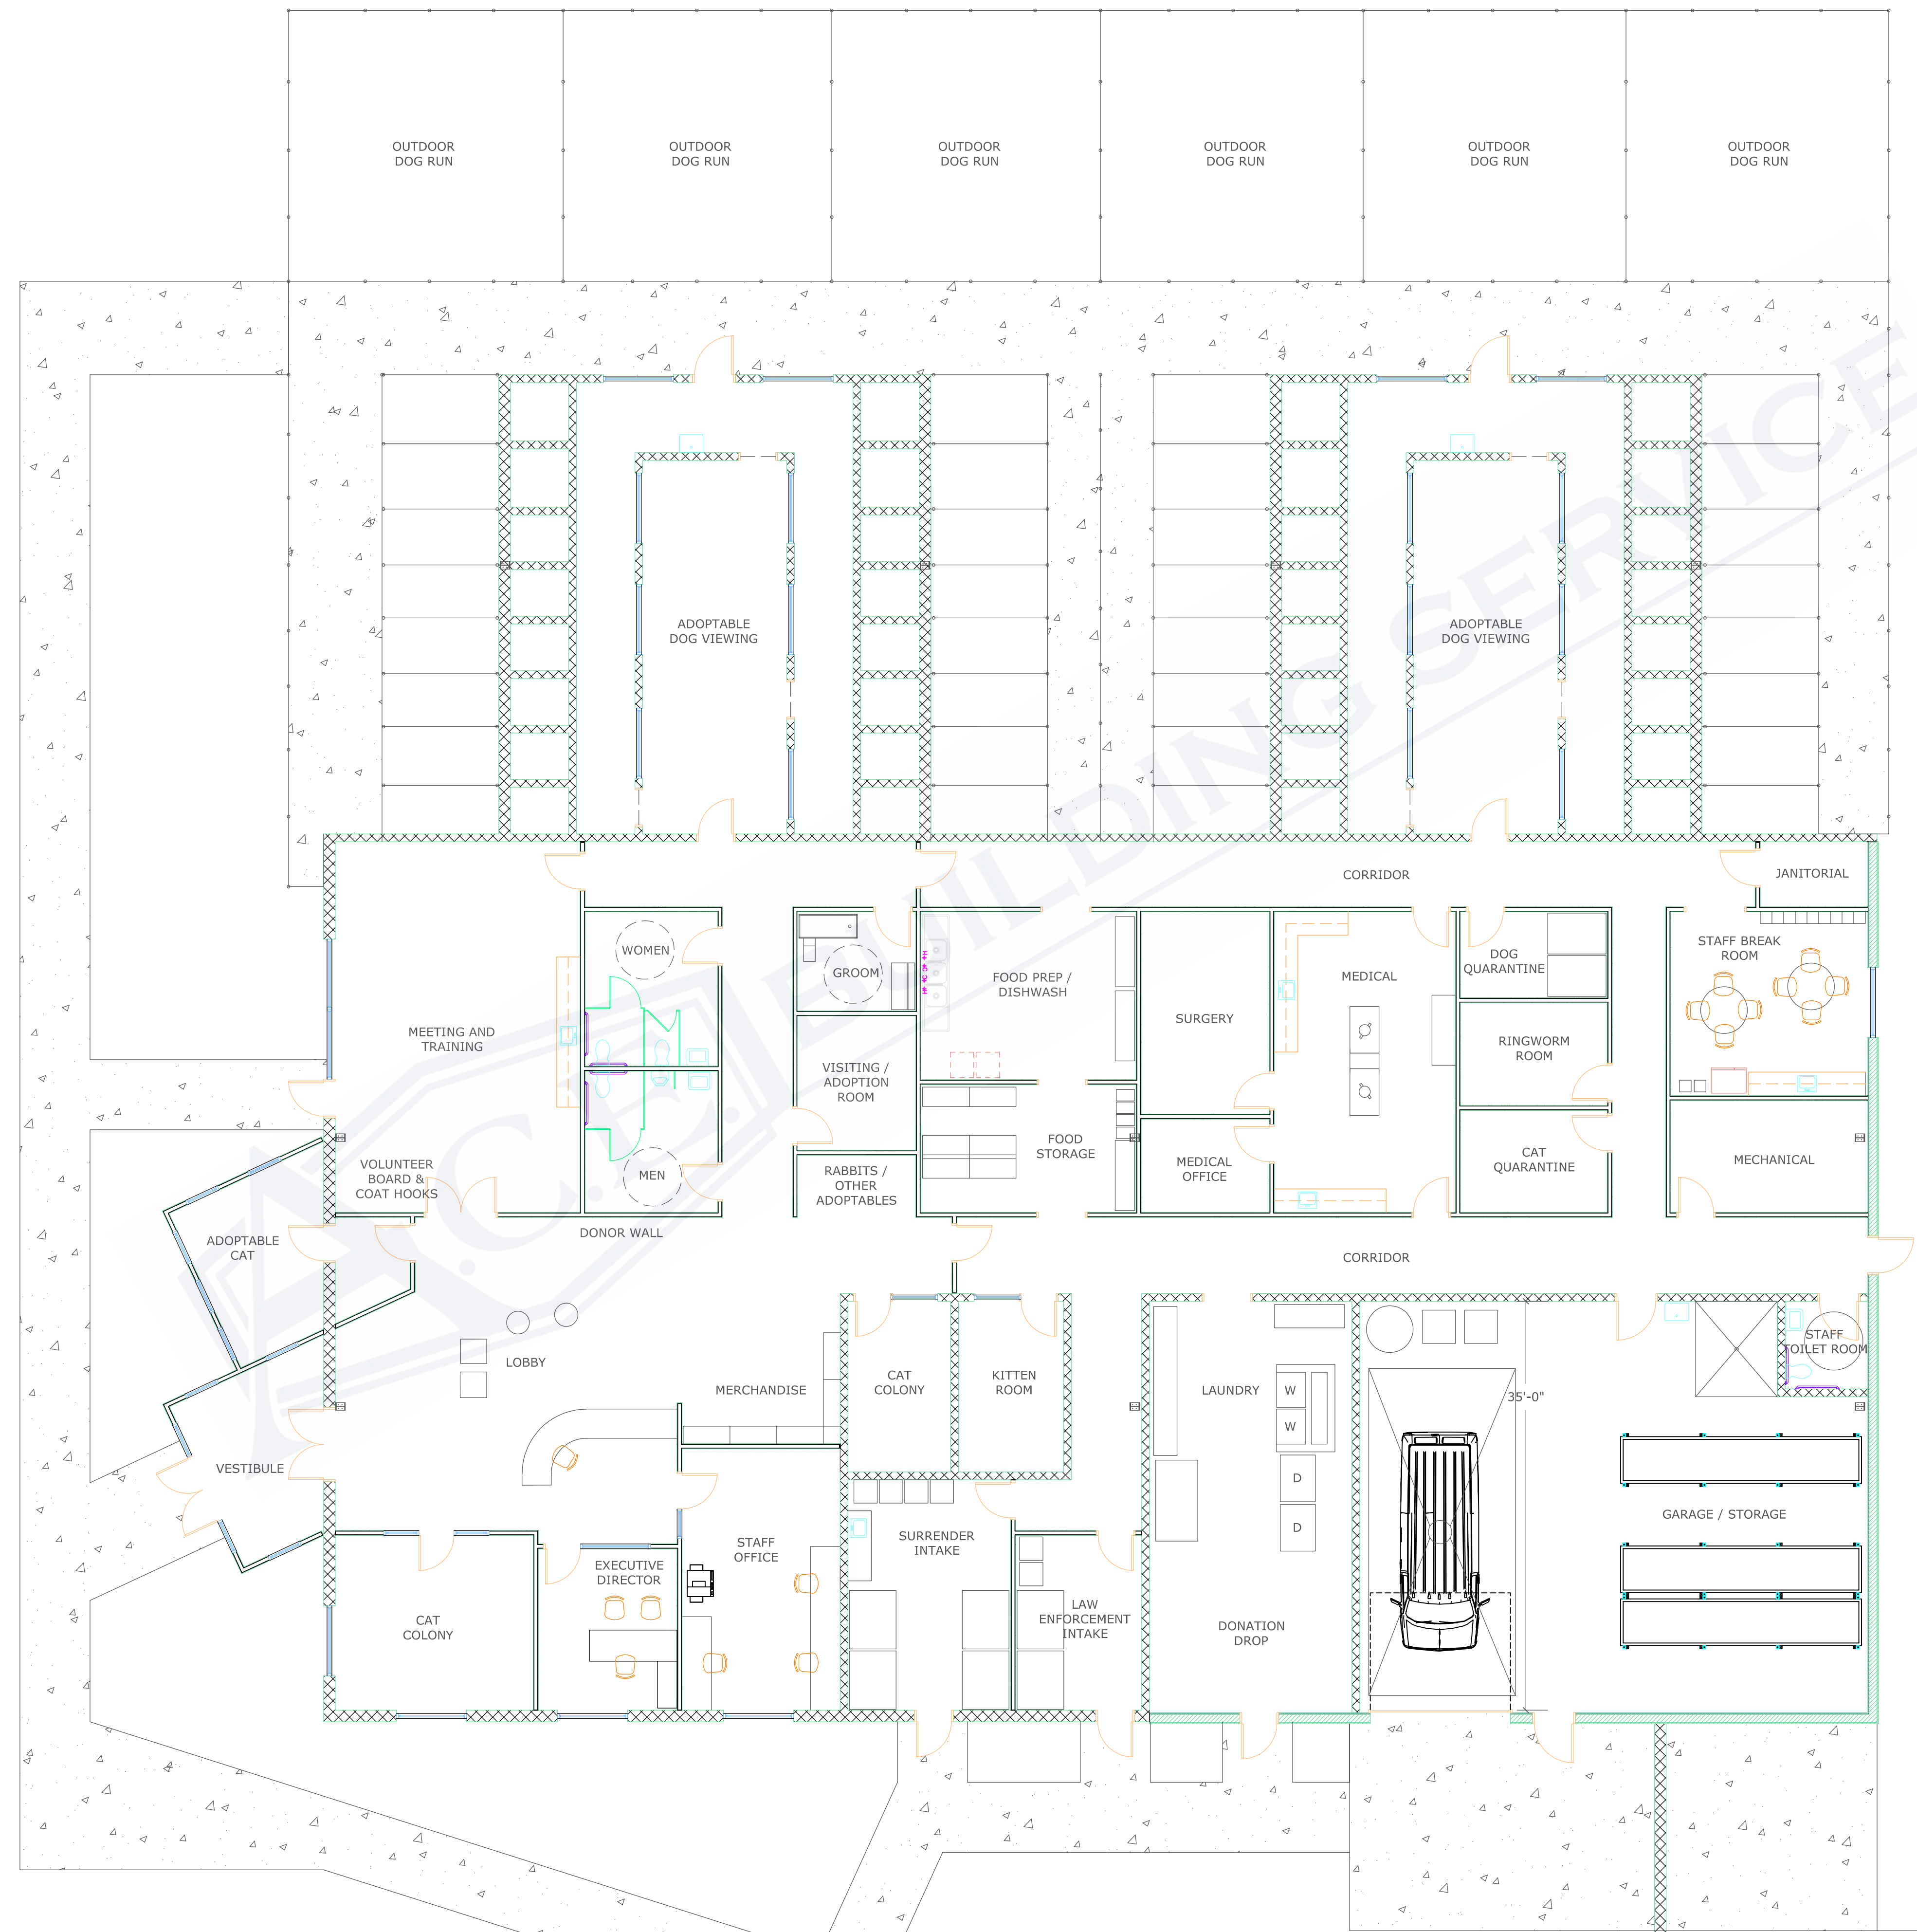 OUTDOOR
DOG RUN
OUTDOOR
DOG RUN
OUTDOOR
DOG RUN
OUTDOOR
DOG RUN
OUTDOOR
DOG RUN
OUTDOOR
DOG RUN
ADOPTABLE
DOG VIEWING
ADOPTABLE
DOG VIEWING
CORRIDOR
JANITORIAL
WOMEN
GROOM
FOOD PREP /
DISHWASH
MEDICAL
DOG
QUARANTINE
STAFF BREAK
ROOM
MEETING AND
TRAINING
SURGERY
RINGWORM
ROOM
VISITING /
ADOPTION
ROOM
VOLUNTEER
BOARD &
COAT HOOKS
MEN
RABBITS /
OTHER
ADOPTABLES
FOOD
STORAGE
MEDICAL
OFFICE
CAT
QUARANTINE
MECHANICAL
ADOPTABLE
CAT
DONOR WALL
CORRIDOR
LOBBY
MERCHANDISE
CAT
COLONY
KITTEN
ROOM
LAUNDRY
W
W
D
D
35'-0"
STAFF
TOILET ROOM
VESTIBULE
GARAGE / STORAGE
STAFF
OFFICE
SURRENDER
INTAKE
EXECUTIVE
DIRECTOR
CAT
COLONY
LAW
ENFORCEMENT
INTAKE
DONATION
DROP
A.C.E. BUILDING SERVICE